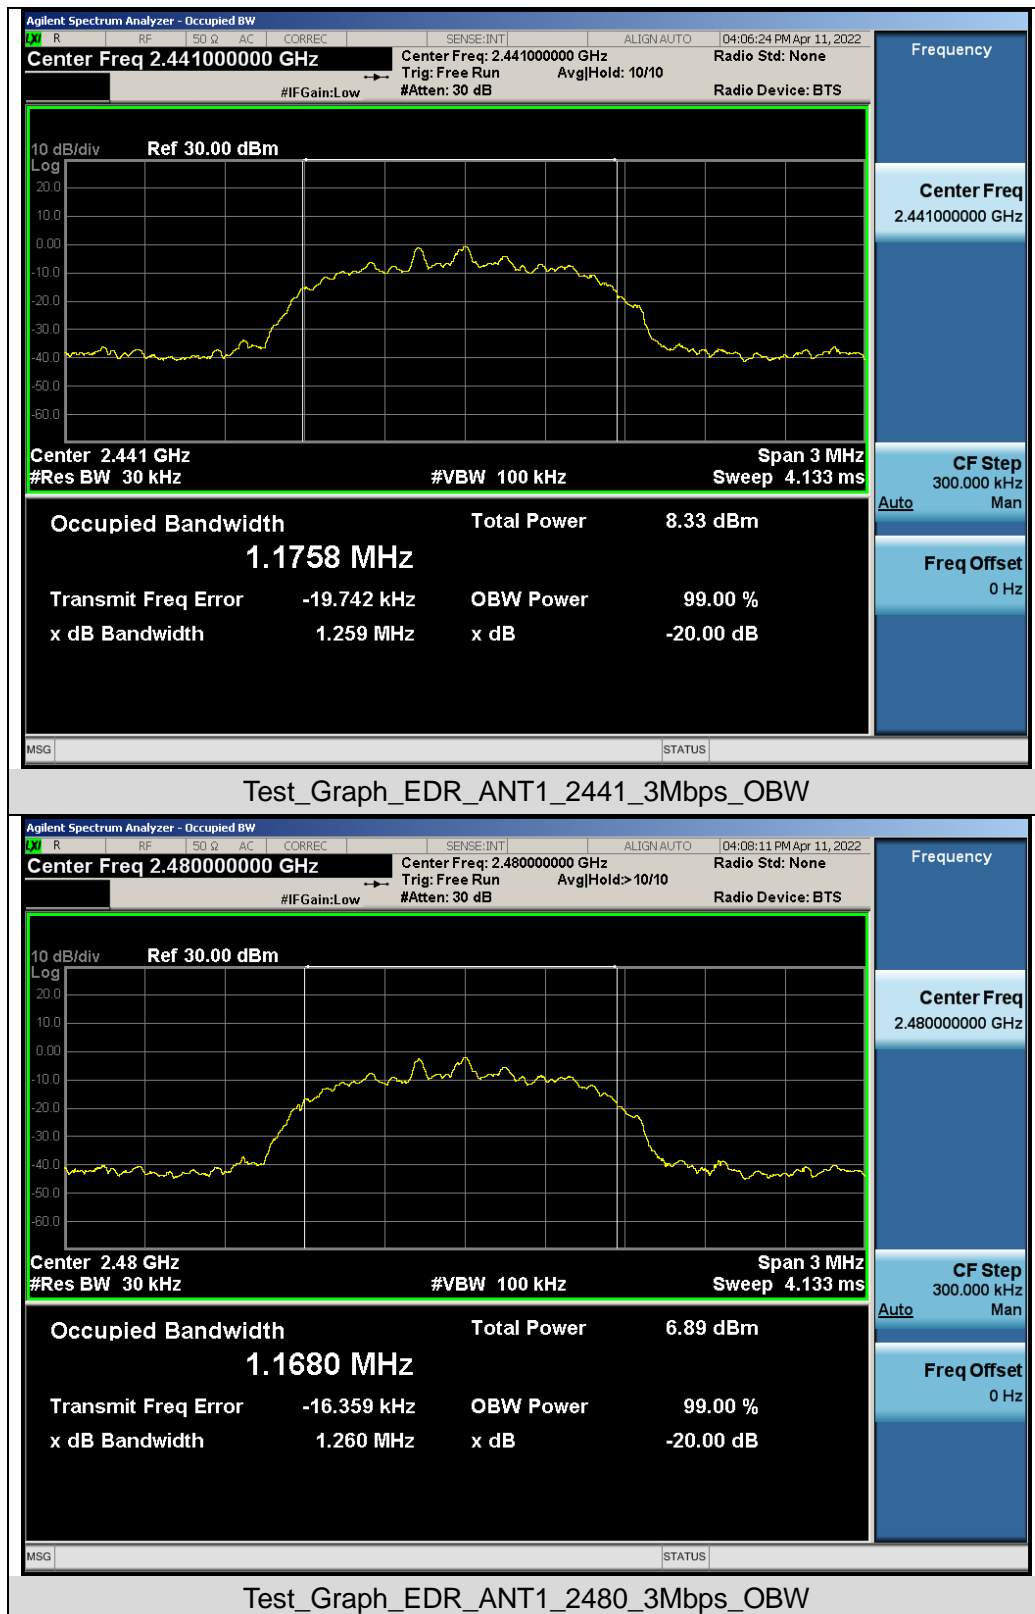 Agilent Spectrum Analyzer - Occupied BW
LXI R RF 50 Ω AC CORREC SENSE:INT ALIGN AUTO 04:06:24 PM Apr 11, 2022
Center Freq 2.441000000 GHz Center Freq: 2.441000000 GHz Radio Std: None Frequency
Trig: Free Run Avg|Hold: 10/10
#IFGain:Low #Atten: 30 dB Radio Device: BTS
10 dB/div Ref 30.00 dBm
Log
20.0
10.0
0.00
-10.0
-20.0
-30.0
-40.0
-50.0
-60.0
Center Freq
2.441000000 GHz
Center 2.441 GHz Span 3 MHz
#Res BW 30 kHz #VBW 100 kHz Sweep 4.133 ms
CF Step
300.000 kHz
Auto Man
Occupied Bandwidth Total Power 8.33 dBm
1.1758 MHz
Transmit Freq Error -19.742 kHz OBW Power 99.00 %
x dB Bandwidth 1.259 MHz x dB -20.00 dB
Freq Offset
0 Hz
MSG STATUS
Test_Graph_EDR_ANT1_2441_3Mbps_OBW
Agilent Spectrum Analyzer - Occupied BW
LXI R RF 50 Ω AC CORREC SENSE:INT ALIGN AUTO 04:08:11 PM Apr 11, 2022
Center Freq 2.480000000 GHz Center Freq: 2.480000000 GHz Radio Std: None Frequency
Trig: Free Run Avg|Hold:>10/10
#IFGain:Low #Atten: 30 dB Radio Device: BTS
10 dB/div Ref 30.00 dBm
Log
20.0
10.0
0.00
-10.0
-20.0
-30.0
-40.0
-50.0
-60.0
Center Freq
2.480000000 GHz
Center 2.48 GHz Span 3 MHz
#Res BW 30 kHz #VBW 100 kHz Sweep 4.133 ms
CF Step
300.000 kHz
Auto Man
Occupied Bandwidth Total Power 6.89 dBm
1.1680 MHz
Transmit Freq Error -16.359 kHz OBW Power 99.00 %
x dB Bandwidth 1.260 MHz x dB -20.00 dB
Freq Offset
0 Hz
MSG STATUS
Test_Graph_EDR_ANT1_2480_3Mbps_OBW